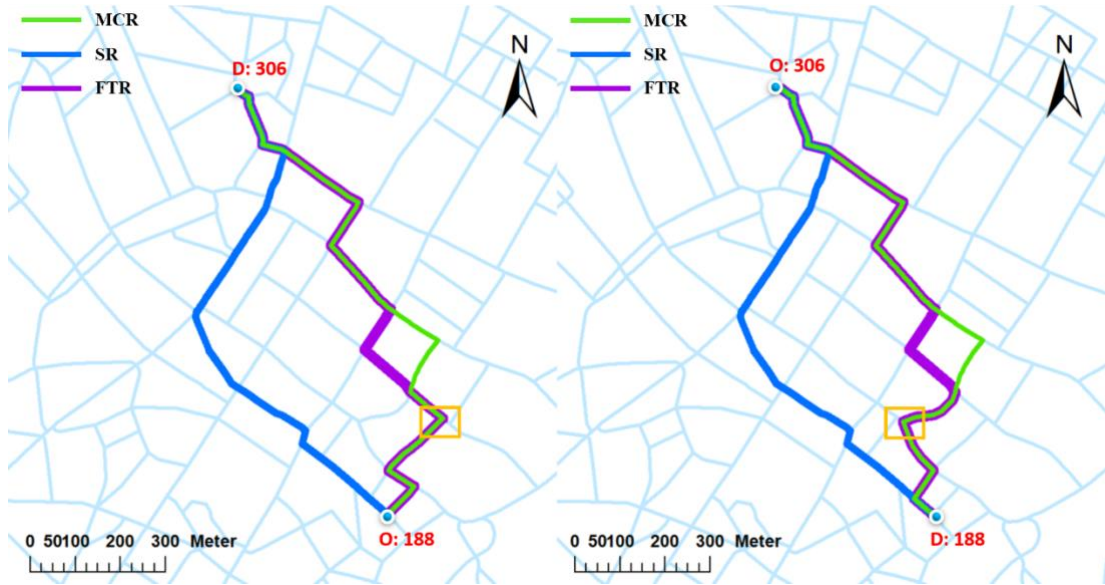 MCR
SR
FTR
D: 306
N
O: 188
0 50100 200 300 Meter
MCR
SR
FTR
O: 306
N
D: 188
0 50100 200 300 Meter